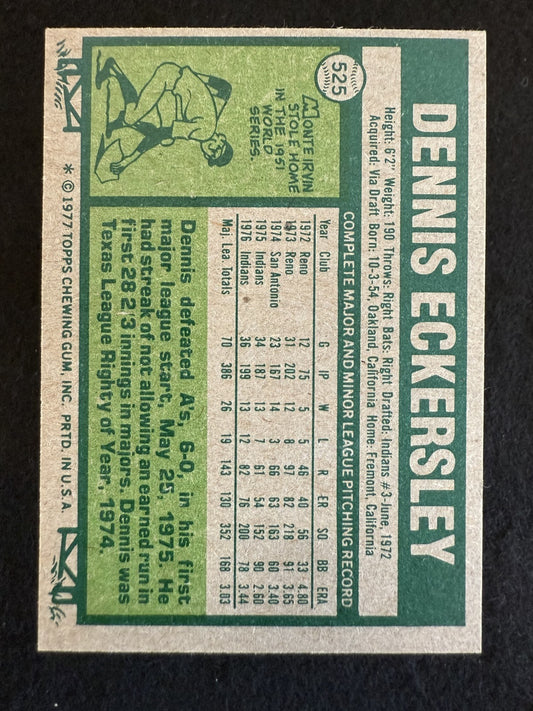 525
DENNIS ECKERSLEY
Height: 6'2" Weight: 190 Throws: Right Bats: Right Drafted: Indians #3-June, 1972
Acquired: Via Draft Born: 10-3-54, Oakland, California Home: Fremont, California
COMPLETE MAJOR AND MINOR LEAGUE PITCHING RECORD
Year Club G IP W L R ER SO BB ERA
1972 Reno 12 75 5 5 46 40 56 33 4.80
1973 Reno 31 202 12 8 97 82 218 91 3.65
1974 San Antonio 23 167 14 3 66 63 163 60 3.40
1975 Indians 34 187 13 7 61 54 152 90 2.60
1976 Indians 36 199 13 12 82 76 200 78 3.44
Maj. Lea Totals 70 386 26 19 143 130 352 168 3.03
MONTE IRVIN
STOLE HOME
IN THE 1951
WORLD
SERIES.
Dennis defeated A's, 6-0, in his first
major league start, May 25, 1975. He
had streak of not allowing an earned run in
first 28 2/3 innings in majors. Dennis was
Texas League Righty of Year, 1974.
* © 1977 TOPPS CHEWING GUM, INC. PRTD. IN U.S.A.